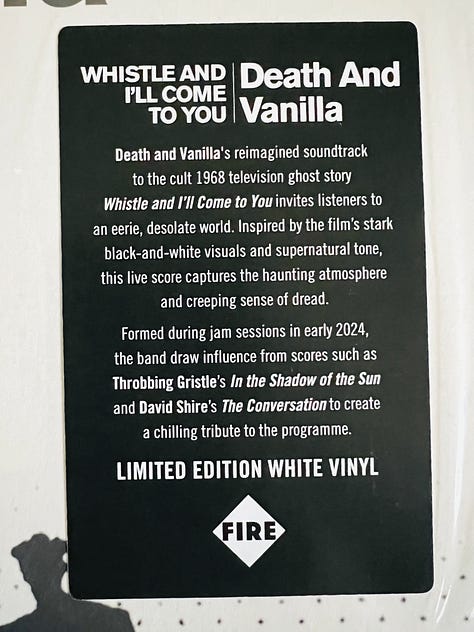 WHISTLE AND
I'LL COME
TO YOU
Death And
Vanilla
Death and Vanilla's reimagined soundtrack
to the cult 1968 television ghost story
Whistle and I'll Come to You invites listeners to
an eerie, desolate world. Inspired by the film's stark
black-and-white visuals and supernatural tone,
this live score captures the haunting atmosphere
and creeping sense of dread.
Formed during jam sessions in early 2024,
the band draw influence from scores such as
Throbbing Gristle's In the Shadow of the Sun
and David Shire's The Conversation to create
a chilling tribute to the programme.
LIMITED EDITION WHITE VINYL
FIRE